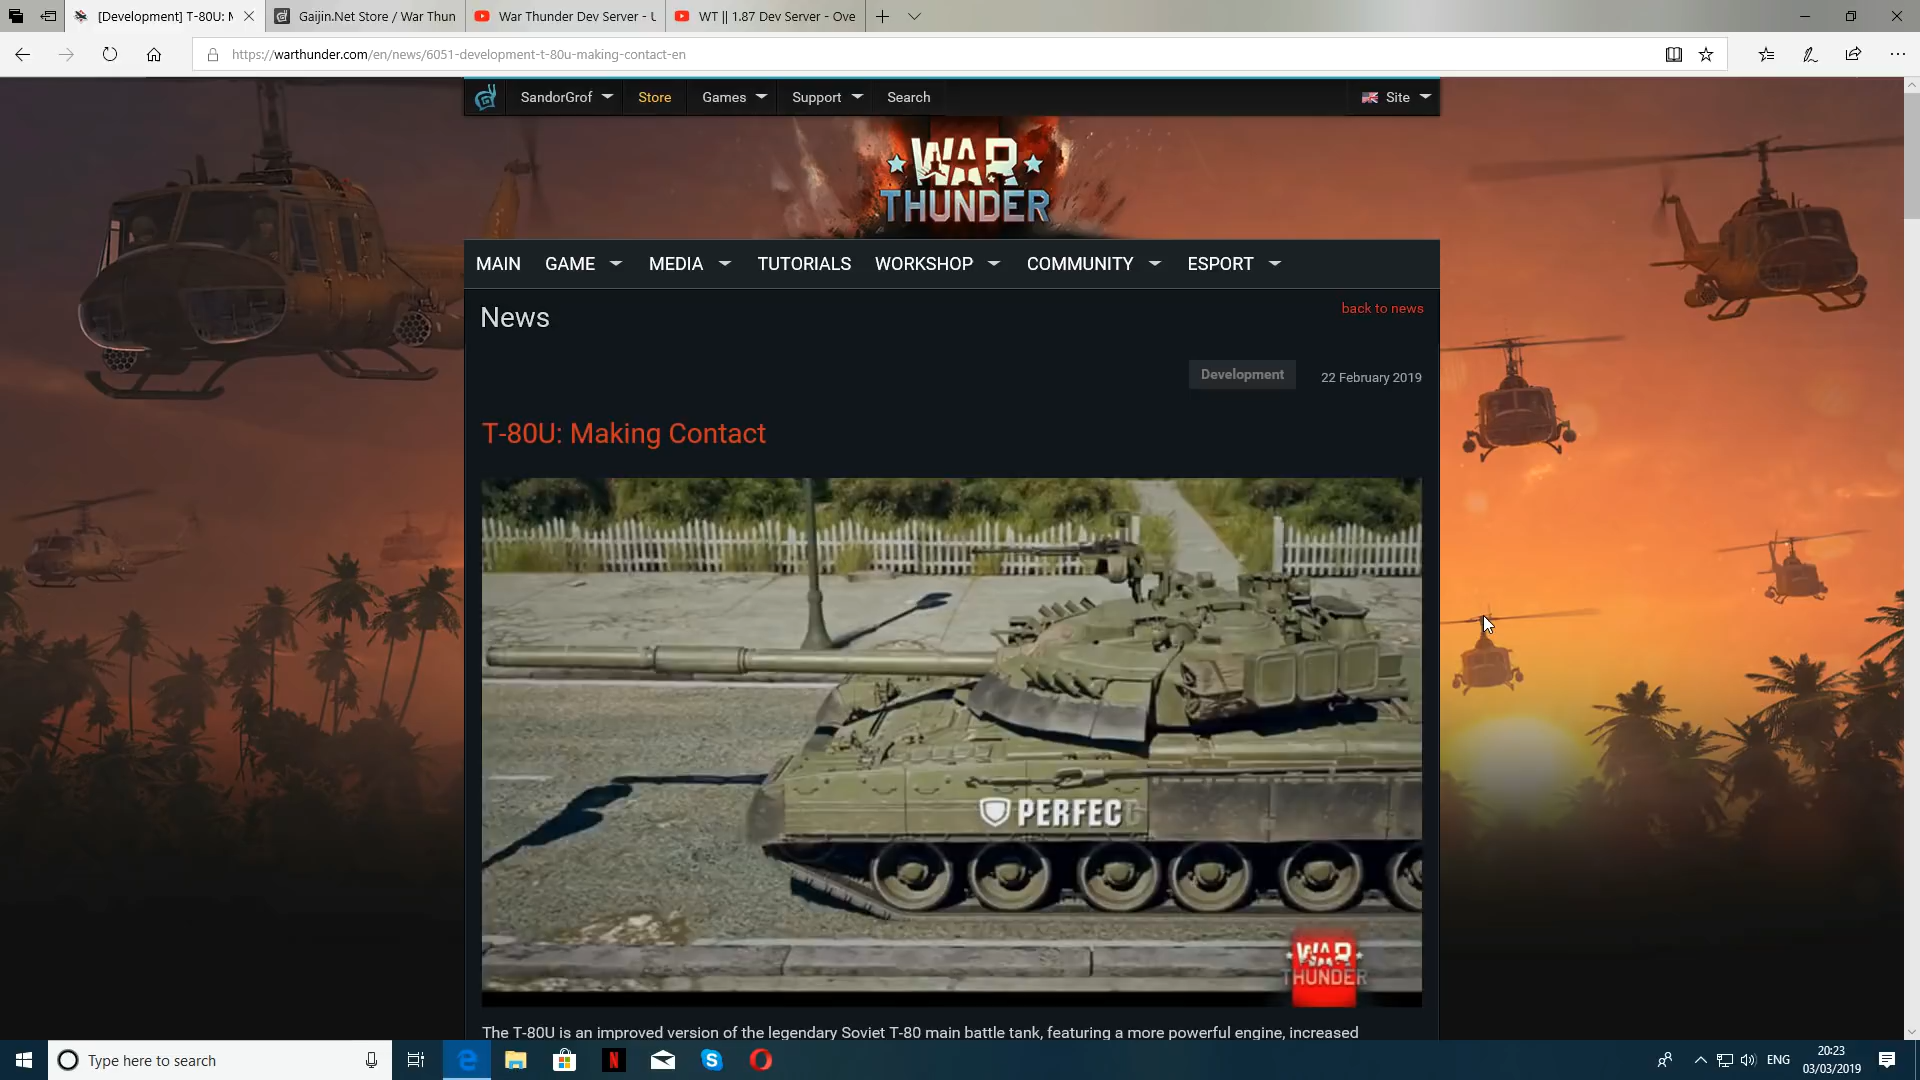 [Development] T-80U: M
Gaijin.Net Store / War Thun
War Thunder Dev Server - U
WT || 1.87 Dev Server - Ove
https://warthunder.com/en/news/6051-development-t-80u-making-contact-en
SandorGrof
Store
Games
Support
Search
Site
WAR
THUNDER
MAIN
GAME
MEDIA
TUTORIALS
WORKSHOP
COMMUNITY
ESPORT
News
back to news
Development
22 February 2019
T-80U: Making Contact
PERFECT
WAR
THUNDER
The T-80U is an improved version of the legendary Soviet T-80 main battle tank, featuring a more powerful engine, increased
Type here to search
N
S
ENG
20:23
03/03/2019